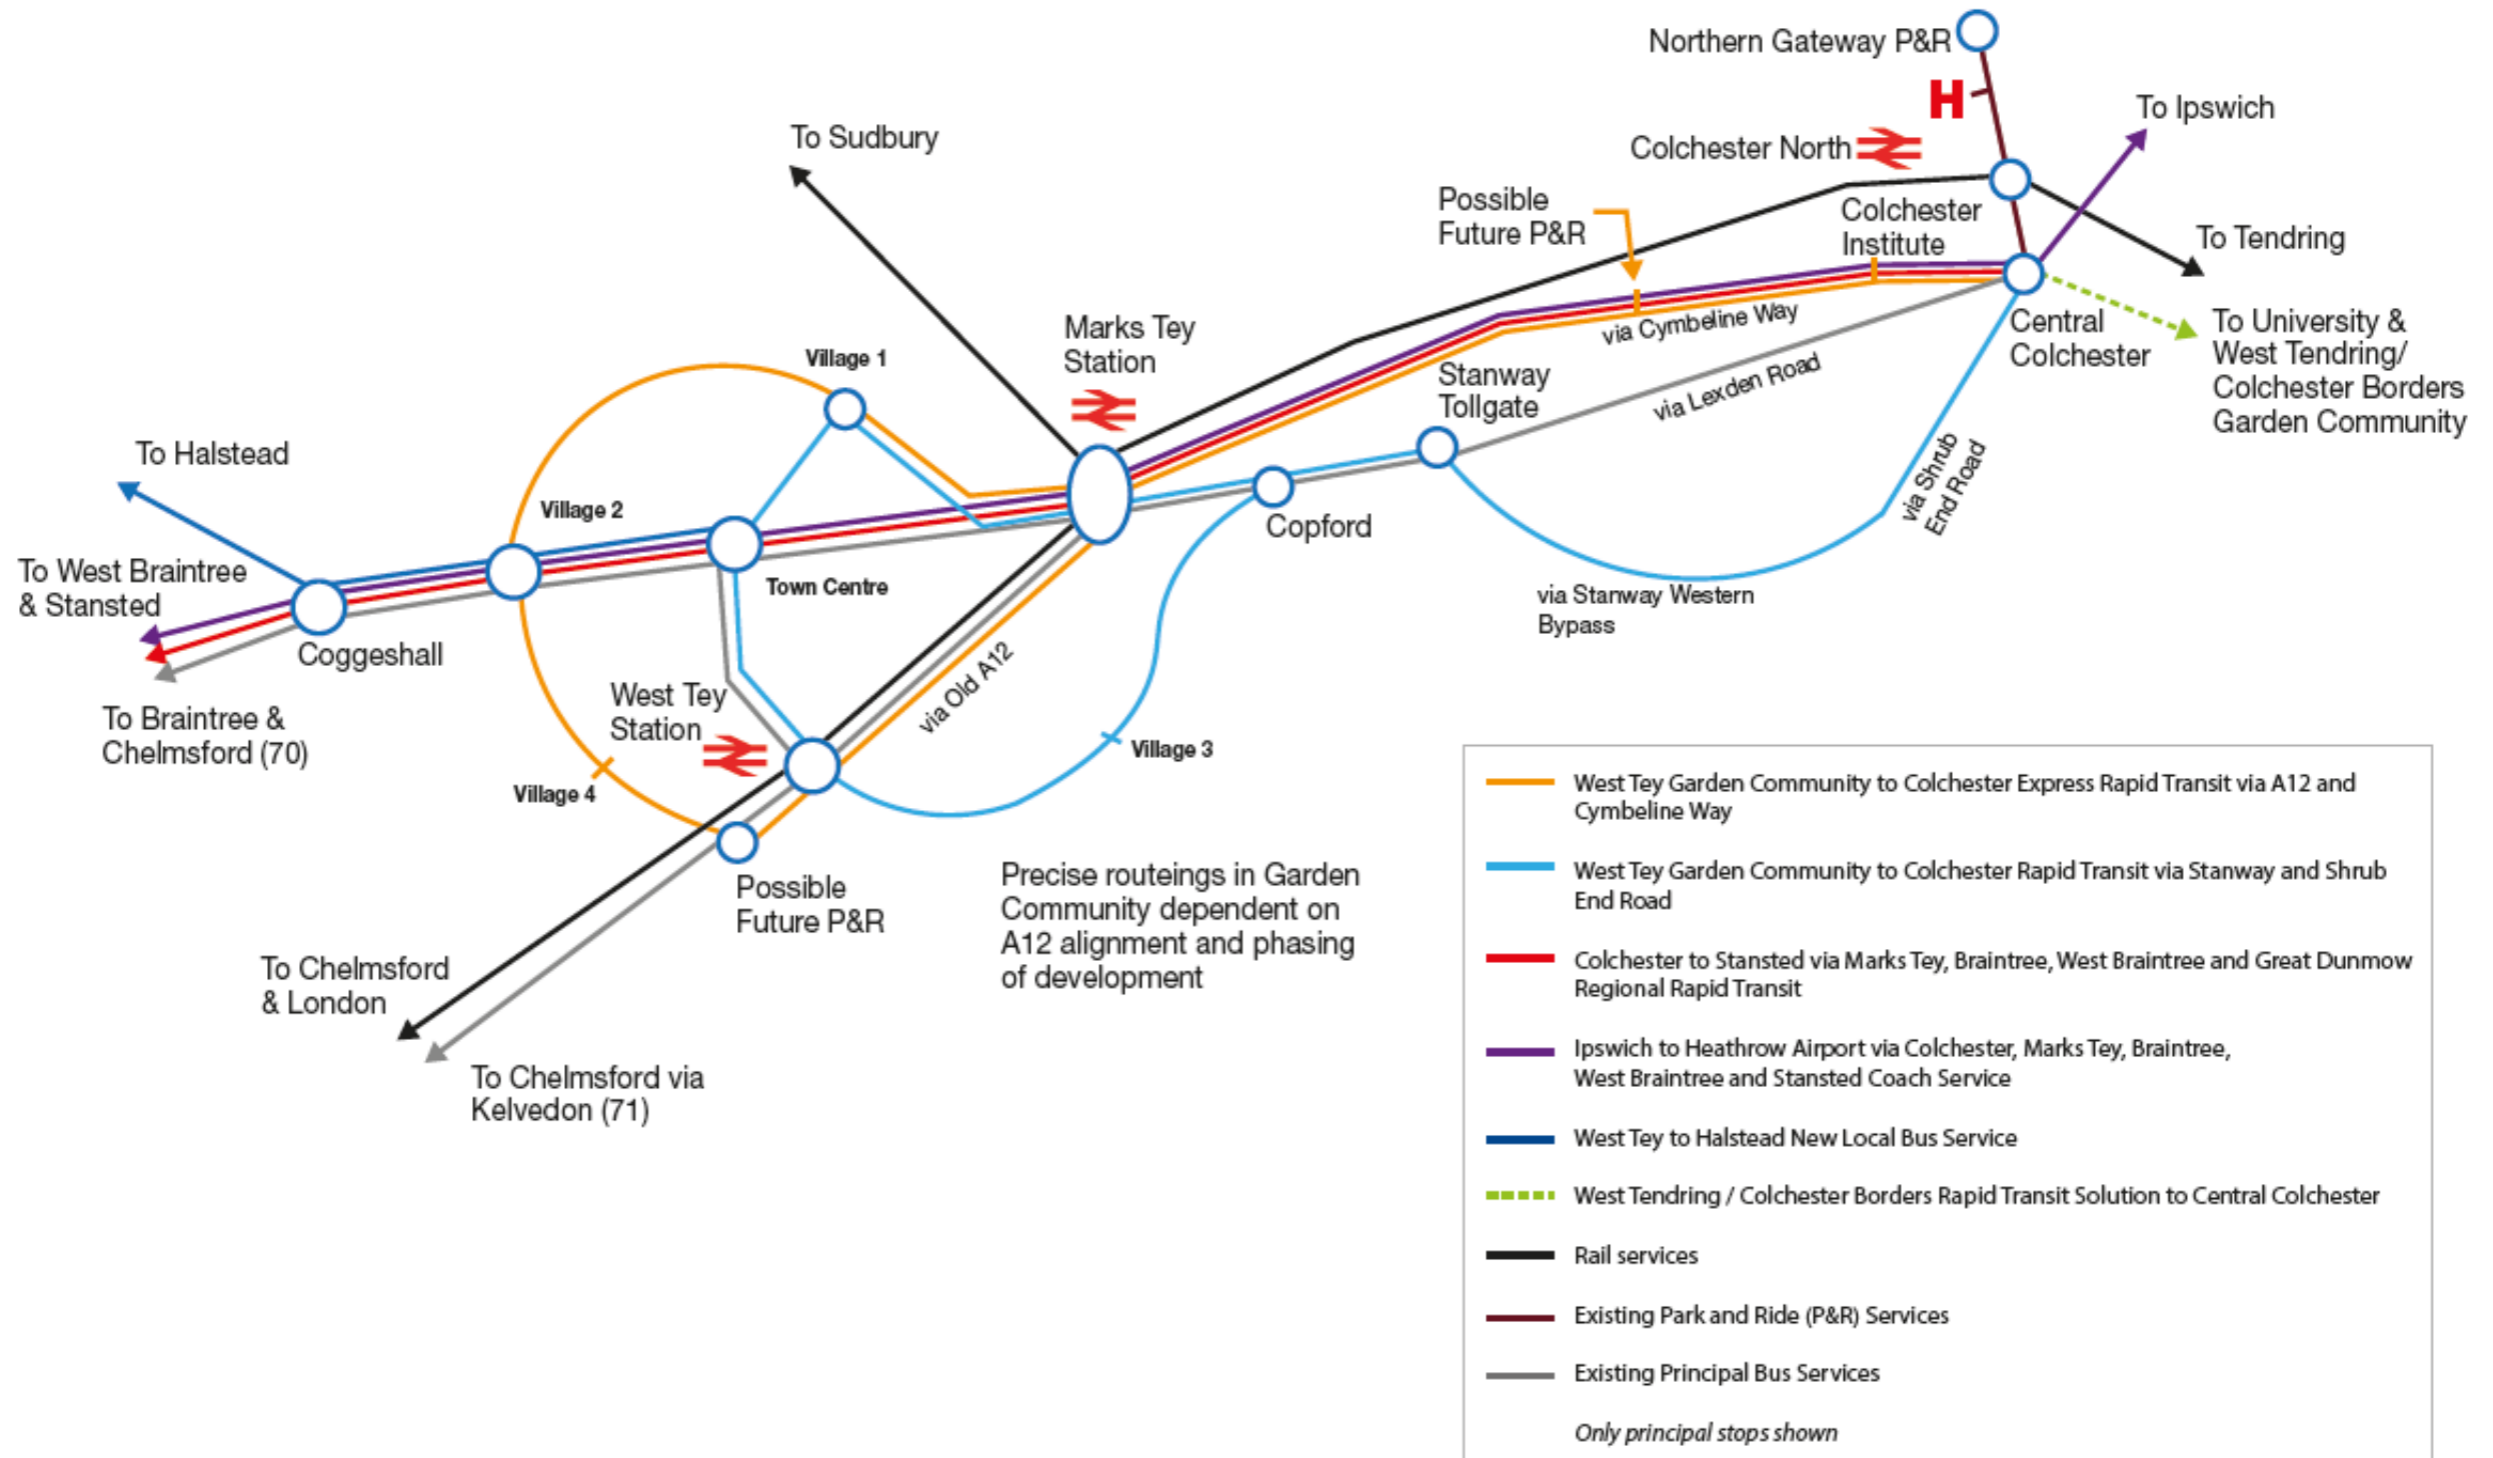 Northern Gateway P&R
H
To Ipswich
To Sudbury
Colchester North
Possible
Future P&R
Colchester
Institute
To Tendring
via Cymbeline Way
Central
Colchester
To University &
West Tendring/
Colchester Borders
Garden Community
Marks Tey
Station
Village 1
Stanway
Tollgate
via Lexden Road
To Halstead
Village 2
via Shrub
End Road
Copford
To West Braintree
& Stansted
Town Centre
via Stanway Western
Bypass
Coggeshall
via Old A12
West Tey
Station
To Braintree &
Chelmsford (70)
Village 3
Village 4
Possible
Future P&R
Precise routeings in Garden
Community dependent on
A12 alignment and phasing
of development
To Chelmsford
& London
To Chelmsford via
Kelvedon (71)
West Tey Garden Community to Colchester Express Rapid Transit via A12 and
Cymbeline Way
West Tey Garden Community to Colchester Rapid Transit via Stanway and Shrub
End Road
Colchester to Stansted via Marks Tey, Braintree, West Braintree and Great Dunmow
Regional Rapid Transit
Ipswich to Heathrow Airport via Colchester, Marks Tey, Braintree,
West Braintree and Stansted Coach Service
West Tey to Halstead New Local Bus Service
West Tendring / Colchester Borders Rapid Transit Solution to Central Colchester
Rail services
Existing Park and Ride (P&R) Services
Existing Principal Bus Services
Only principal stops shown